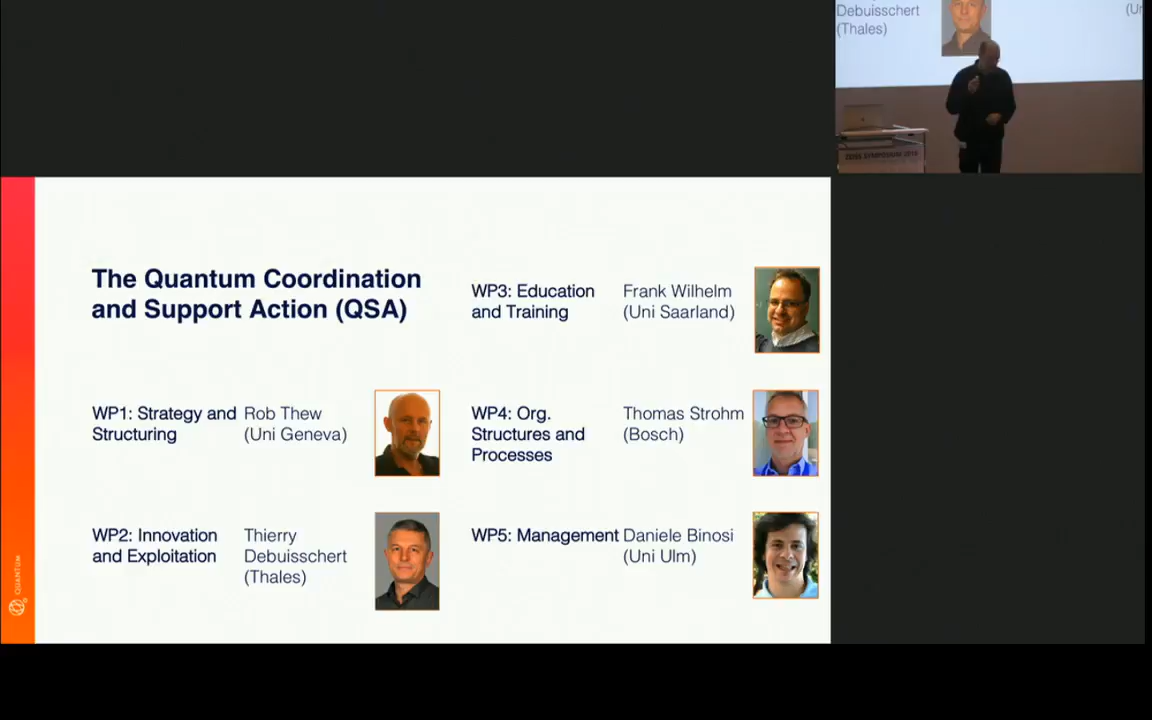 Debuisschert
(Thales)
(Ur
The Quantum Coordination
and Support Action (QSA)
WP1: Strategy and
Structuring
Rob Thew
(Uni Geneva)
WP2: Innovation
and Exploitation
Thierry
Debuisschert
(Thales)
WP3: Education
and Training
Frank Wilhelm
(Uni Saarland)
WP4: Org.
Structures and
Processes
Thomas Strohm
(Bosch)
WP5: Management
Daniele Binosi
(Uni Ulm)
QUANTUM